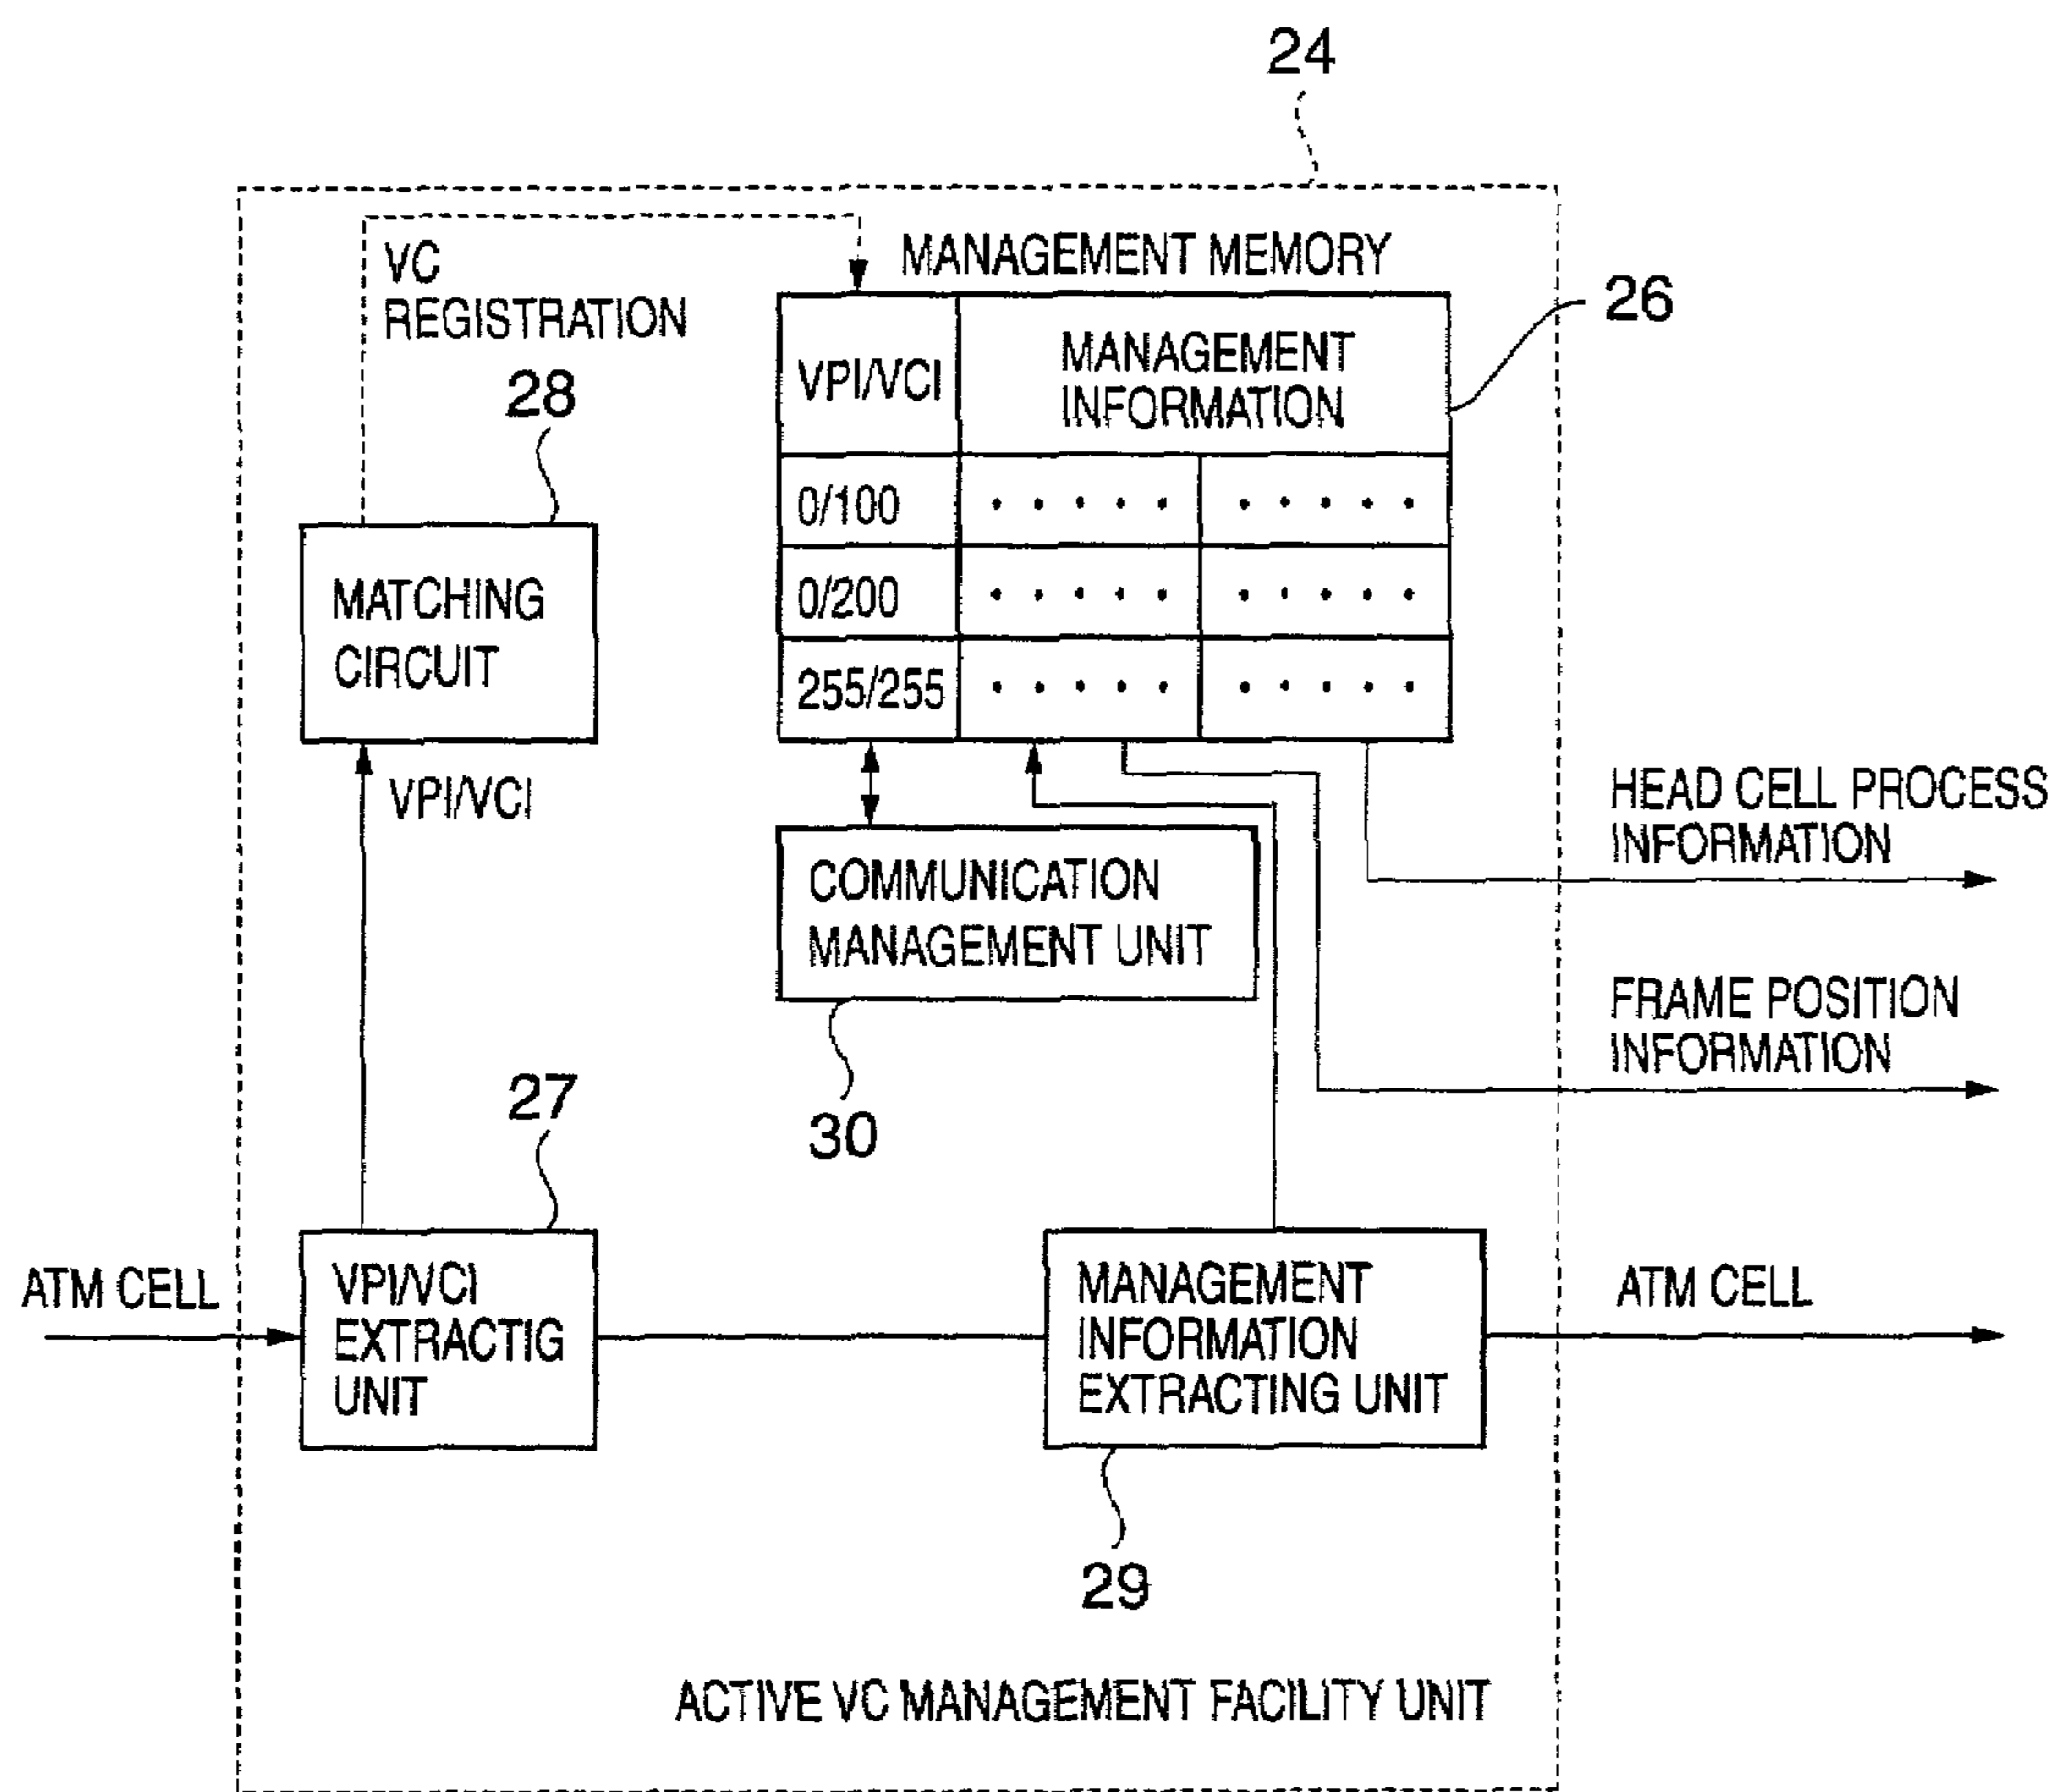 24
VC
REGISTRATION
28
MANAGEMENT MEMORY
26
VPI/VCI
MANAGEMENT
INFORMATION
0/100
0/200
255/255
MATCHING
CIRCUIT
VPI/VCI
COMMUNICATION
MANAGEMENT UNIT
30
HEAD CELL PROCESS
INFORMATION
FRAME POSITION
INFORMATION
27
ATM CELL
VPI/VCI
EXTRACTIG
UNIT
MANAGEMENT
INFORMATION
EXTRACTING UNIT
ATM CELL
29
ACTIVE VC MANAGEMENT FACILITY UNIT